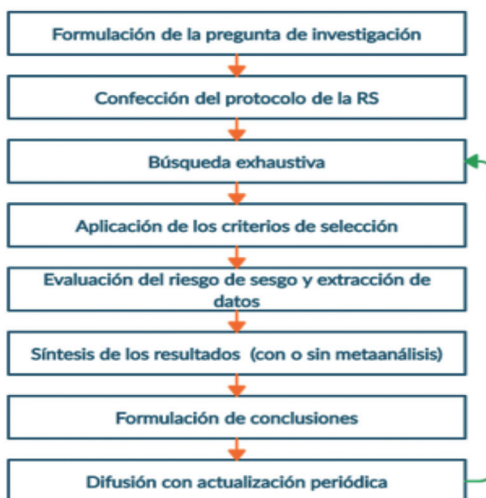 Formulación de la pregunta de investigación
Confección del protocolo de la RS
Búsqueda exhaustiva
Aplicación de los criterios de selección
Evaluación del riesgo de sesgo y extracción de
datos
Síntesis de los resultados (con o sin metaanálisis)
Formulación de conclusiones
Difusión con actualización periódica